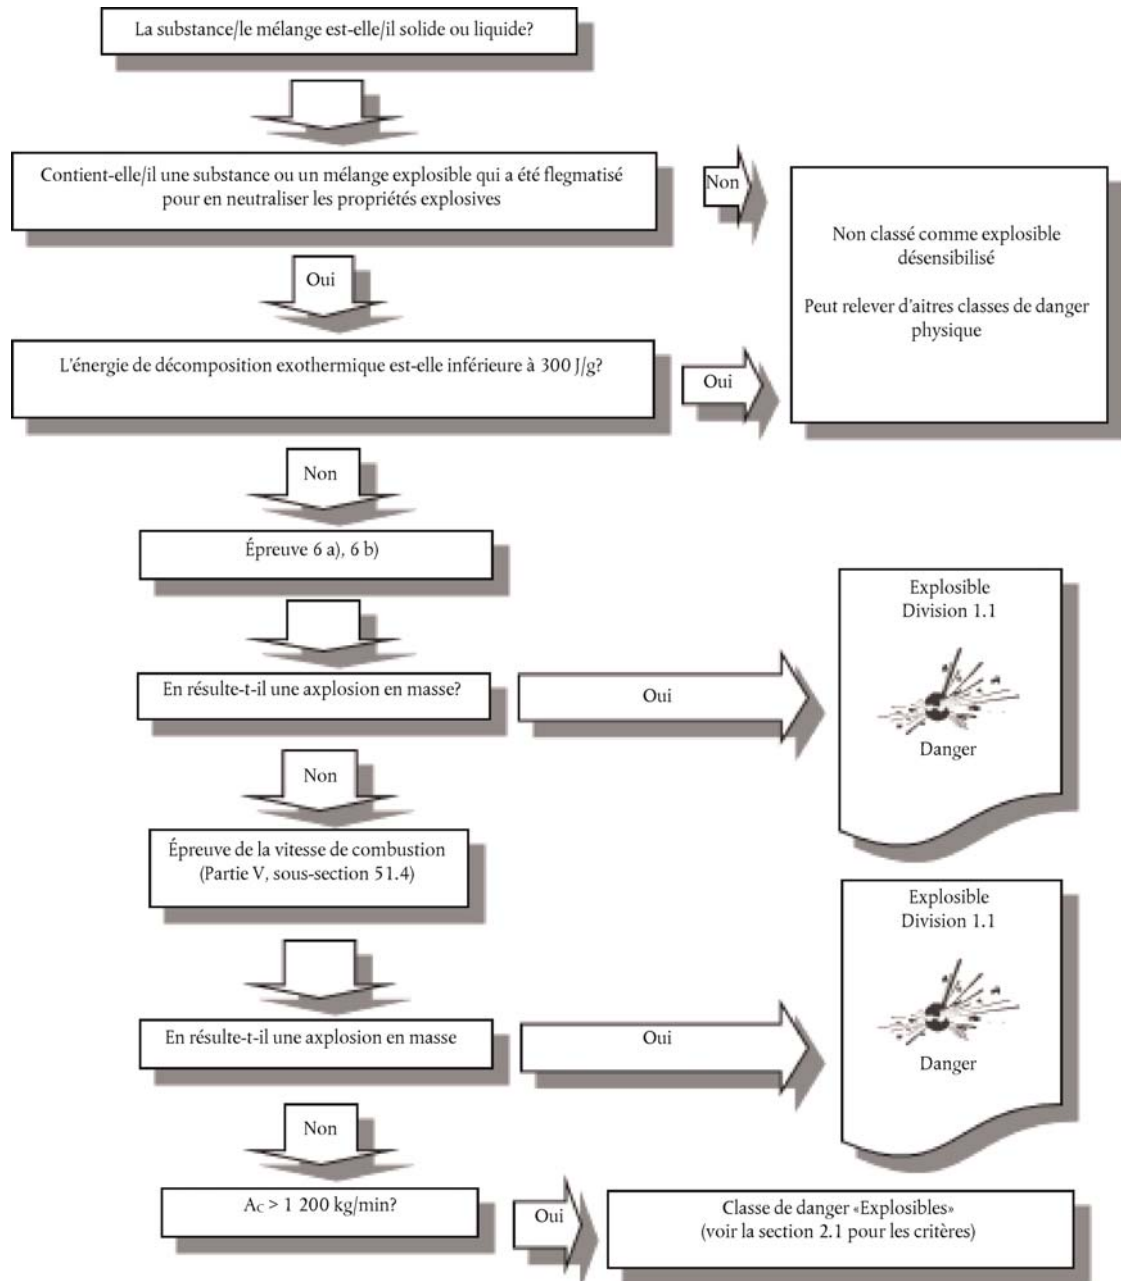 La substance/le mélange est-elle/il solide ou liquide?
Contient-elle/il une substance ou un mélange explosible qui a été flegmatisé
pour en neutraliser les propriétés explosives
Non
Non classé comme explosible
désensibilisé
Peut relever d'aitres classes de danger
physique
Oui
L'énergie de décomposition exothermique est-elle inférieure à 300 J/g?
Oui
Non
Épreuve 6 a), 6 b)
En résulte-t-il une axplosion en masse?
Oui
Explosible
Division 1.1
Danger
Non
Épreuve de la vitesse de combustion
(Partie V, sous-section 51.4)
En résulte-t-il une axplosion en masse
Oui
Explosible
Division 1.1
Danger
Non
Ac > 1 200 kg/min?
Oui
Classe de danger «Explosibles»
(voir la section 2.1 pour les critères)